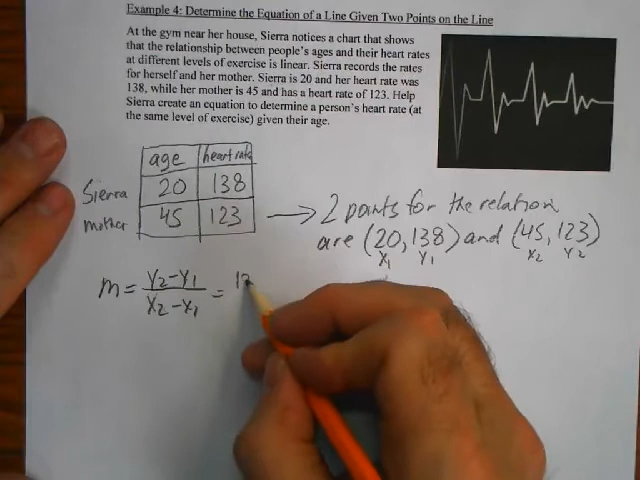 Example 4: Determine the Equation of a Line Given Two Points on the Line
At the gym near her house, Sierra notices a chart that shows
that the relationship between people's ages and their heart rates
at different levels of exercise is linear. Sierra records the rates
for herself and her mother. Sierra is 20 and her heart rate was
138, while her mother is 45 and has a heart rate of 123. Help
Sierra create an equation to determine a person's heart rate (at
the same level of exercise) given their age.
age heart rate
Sierra 20 138
mother 45 123
→ 2 points for the relation
are (20, 138) and (45, 123)
x₁ y₁ x₂ y₂
m = y₂-y₁ / x₂-x₁ = 12